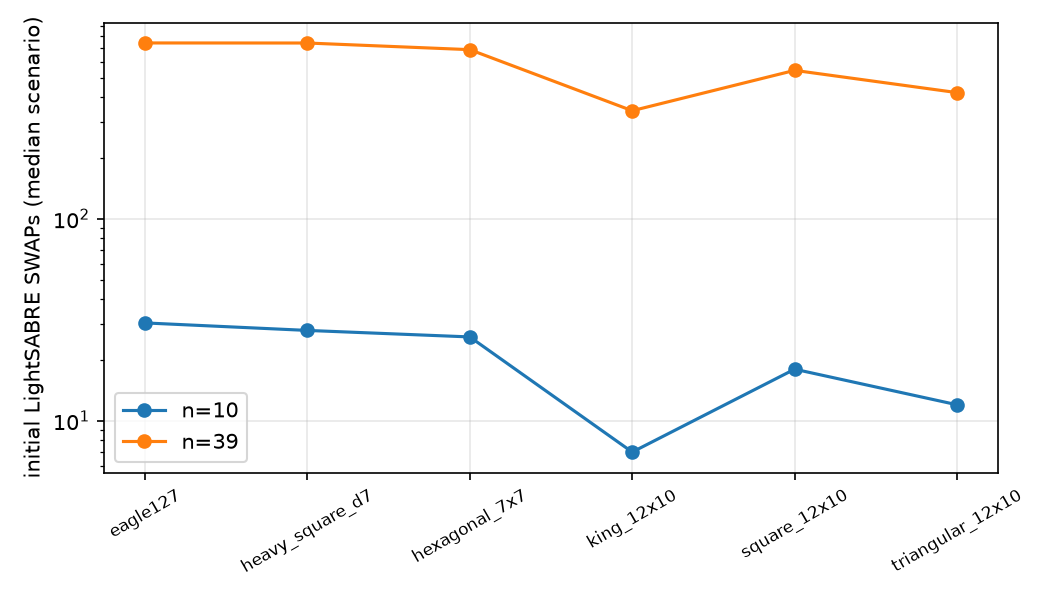 initial LightSABRE SWAPs (median scenario)
10²
10¹
n=10
n=39
eagle127
heavy_square_d7
hexagonal_7x7
king_12x10
square_12x10
triangular_12x10